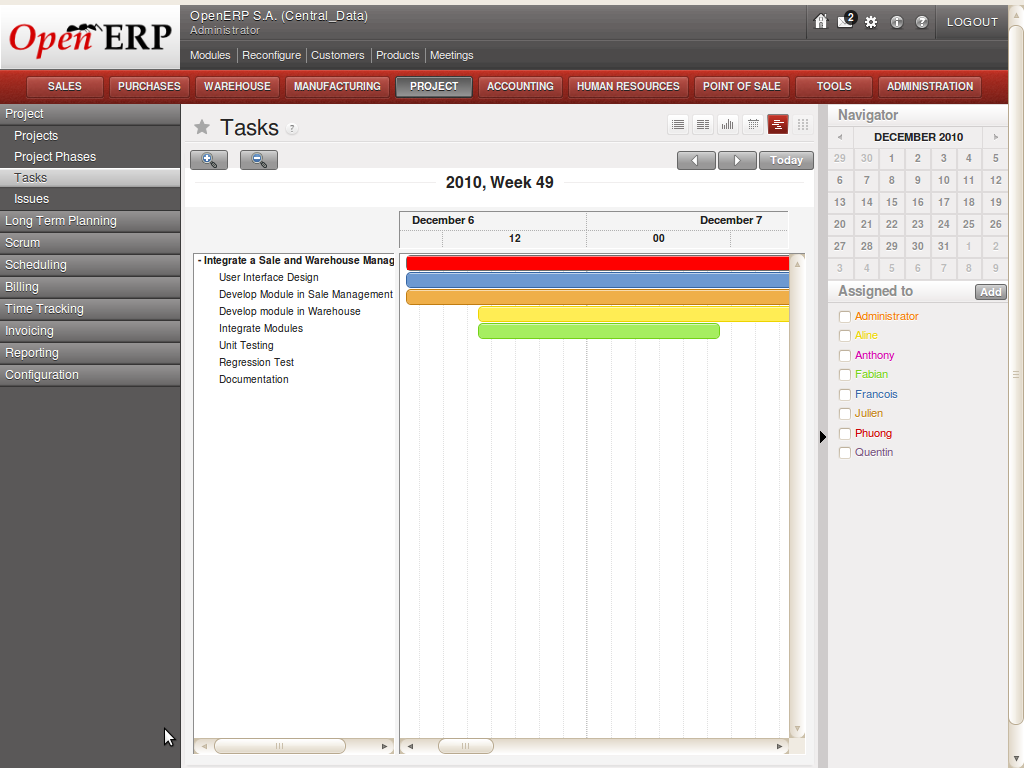 Open ERP
OpenERP S.A. (Central_Data)
Administrator
2
LOGOUT
Modules Reconfigure Customers Products Meetings
SALES PURCHASES WAREHOUSE MANUFACTURING PROJECT ACCOUNTING HUMAN RESOURCES POINT OF SALE TOOLS ADMINISTRATION
Project
Projects
Project Phases
Tasks
Issues
Long Term Planning
Scrum
Scheduling
Billing
Time Tracking
Invoicing
Reporting
Configuration
Tasks ?
Today
2010, Week 49
December 6 December 7
12 00
- Integrate a Sale and Warehouse Manag
User Interface Design
Develop Module in Sale Management
Develop module in Warehouse
Integrate Modules
Unit Testing
Regression Test
Documentation
Navigator
DECEMBER 2010
29 30 1 2 3 4 5
6 7 8 9 10 11 12
13 14 15 16 17 18 19
20 21 22 23 24 25 26
27 28 29 30 31 1 2
3 4 5 6 7 8 9
Assigned to Add
Administrator
Aline
Anthony
Fabian
Francois
Julien
Phuong
Quentin